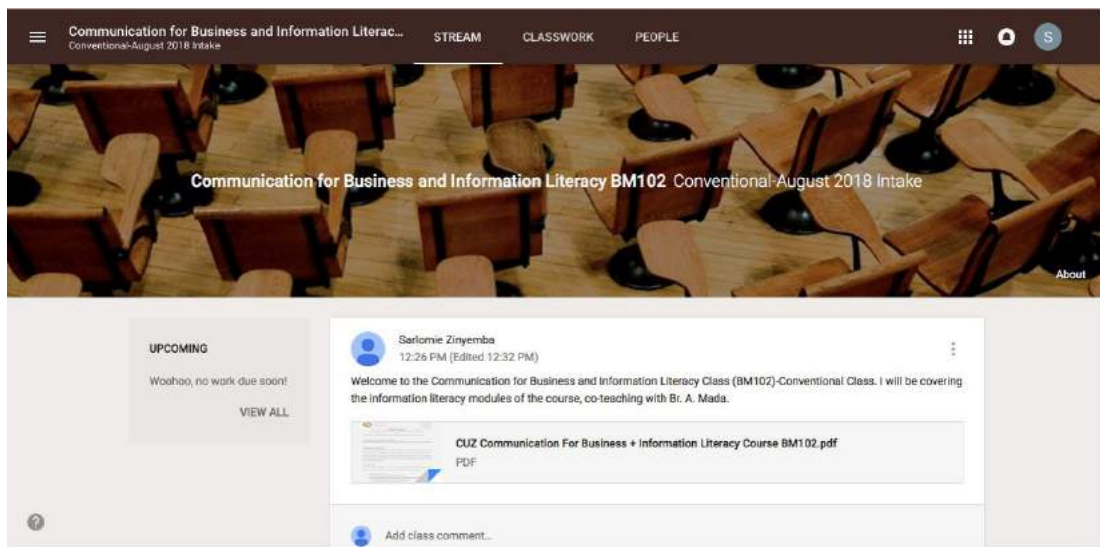 Communication for Business and Information Literac...
Conventional-August 2018 Intake
STREAM
CLASSWORK
PEOPLE
S
Communication for Business and Information Literacy BM102 Conventional-August 2018 Intake
About
UPCOMING
Woohoo, no work due soon!
VIEW ALL
Sarlomie Zinyemba
12:26 PM (Edited 12:32 PM)
Welcome to the Communication for Business and Information Literacy Class (BM102)-Conventional Class. I will be covering
the information literacy modules of the course, co-teaching with Br. A. Mada.
CUZ Communication For Business + Information Literacy Course BM102.pdf
PDF
Add class comment...
?